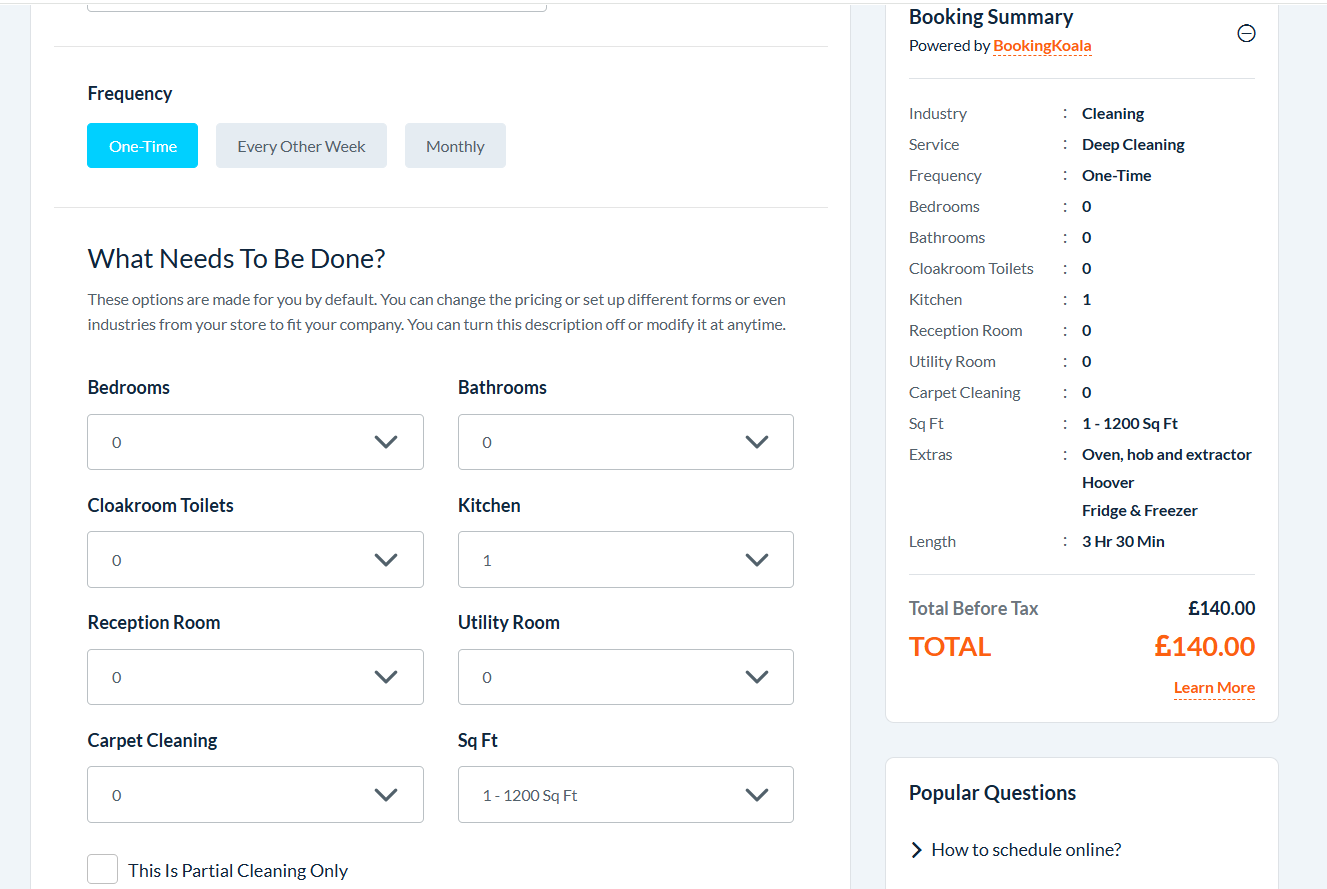 Frequency
One-Time
Every Other Week
Monthly
What Needs To Be Done?
These options are made for you by default. You can change the pricing or set up different forms or even
industries from your store to fit your company. You can turn this description off or modify it at anytime.
Bedrooms
Bathrooms
0
0
Cloakroom Toilets
Kitchen
0
1
Reception Room
Utility Room
0
0
Carpet Cleaning
Sq Ft
0
1 - 1200 Sq Ft
This Is Partial Cleaning Only
Booking Summary
Powered by BookingKoala
Industry : Cleaning
Service : Deep Cleaning
Frequency : One-Time
Bedrooms : 0
Bathrooms : 0
Cloakroom Toilets : 0
Kitchen : 1
Reception Room : 0
Utility Room : 0
Carpet Cleaning : 0
Sq Ft : 1 - 1200 Sq Ft
Extras : Oven, hob and extractor
Hoover
Fridge & Freezer
Length : 3 Hr 30 Min
Total Before Tax £140.00
TOTAL £140.00
Learn More
Popular Questions
How to schedule online?